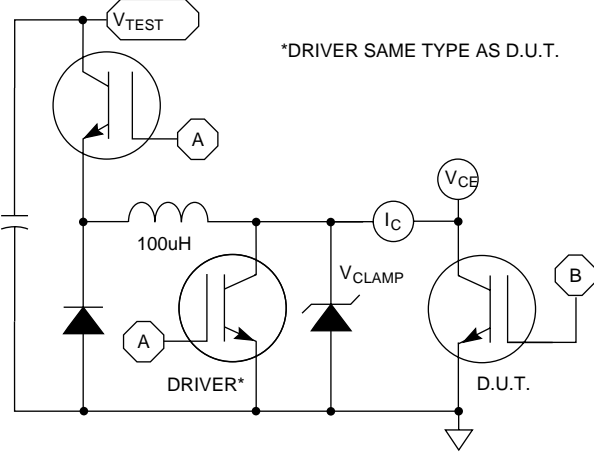 VTEST
*DRIVER SAME TYPE AS D.U.T.
A
VCE
IC
100uH
VCLAMP
B
A
DRIVER*
D.U.T.